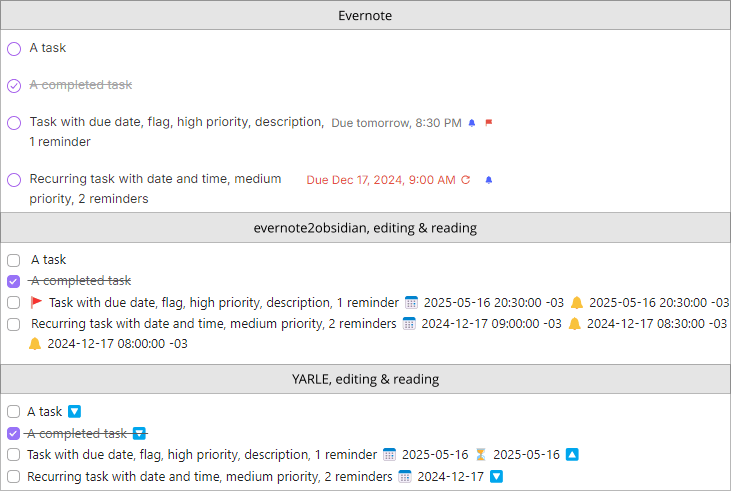 Evernote
A task
A completed task
Task with due date, flag, high priority, description, Due tomorrow, 8:30 PM
1 reminder
Recurring task with date and time, medium Due Dec 17, 2024, 9:00 AM
priority, 2 reminders
evernote2obsidian, editing & reading
A task
A completed task
🚩 Task with due date, flag, high priority, description, 1 reminder 📅 2025-05-16 20:30:00 -03 🔔 2025-05-16 20:30:00 -03
Recurring task with date and time, medium priority, 2 reminders 📅 2024-12-17 09:00:00 -03 🔔 2024-12-17 08:30:00 -03
🔔 2024-12-17 08:00:00 -03
YARLE, editing & reading
A task 🔽
A completed task 🔽
Task with due date, flag, high priority, description, 1 reminder 📅 2025-05-16 ⏳ 2025-05-16 🔼
Recurring task with date and time, medium priority, 2 reminders 📅 2024-12-17 🔽